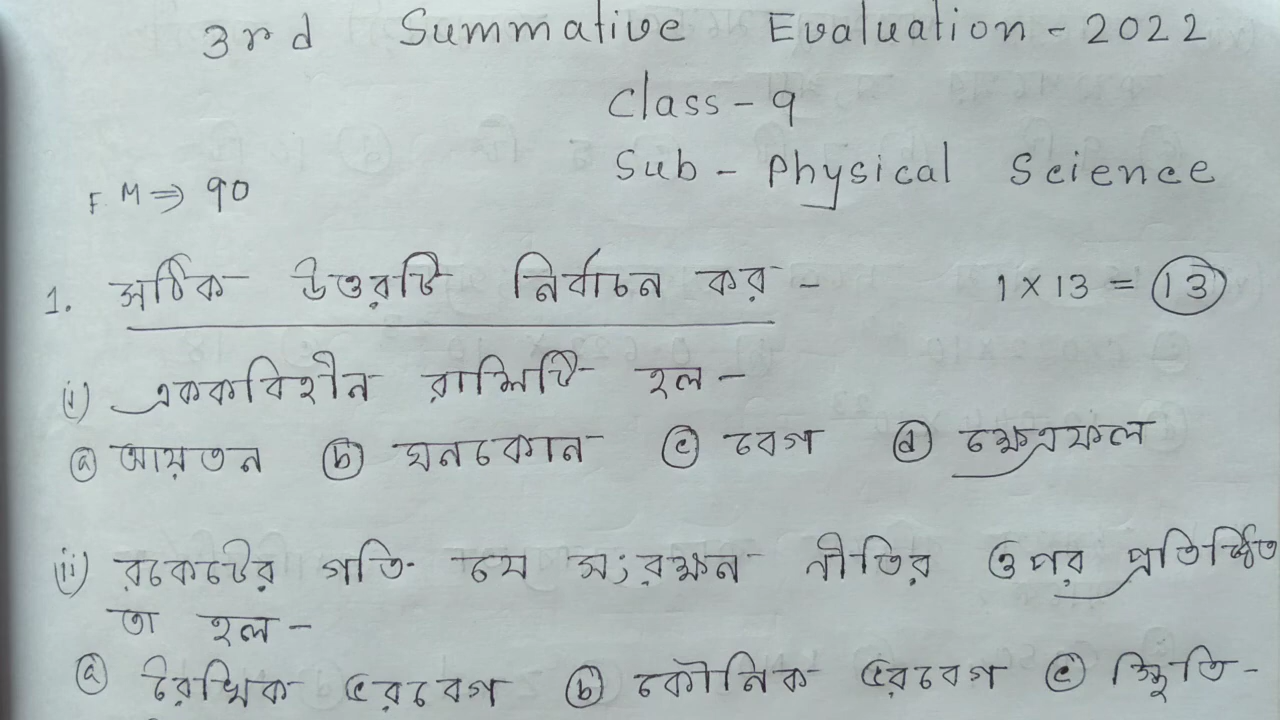 3rd Summative Evaluation - 2022
Class - 9
Sub - Physical Science
F.M ⇒ 90
1. সঠিক উত্তরটি নির্বাচন কর - 1 × 13 = 13
(i) এককবিহীন রাশিটি হল -
ⓐ আয়তন ⓑ ঘনকোন ⓒ বেগ ⓓ ক্ষেত্রফল
(ii) রকেটের গতি যে সংরক্ষন নীতির ওপর প্রতিষ্ঠিত
তা হল -
ⓐ রৈখিক ভরবেগ ⓑ কৌনিক ভরবেগ ⓒ